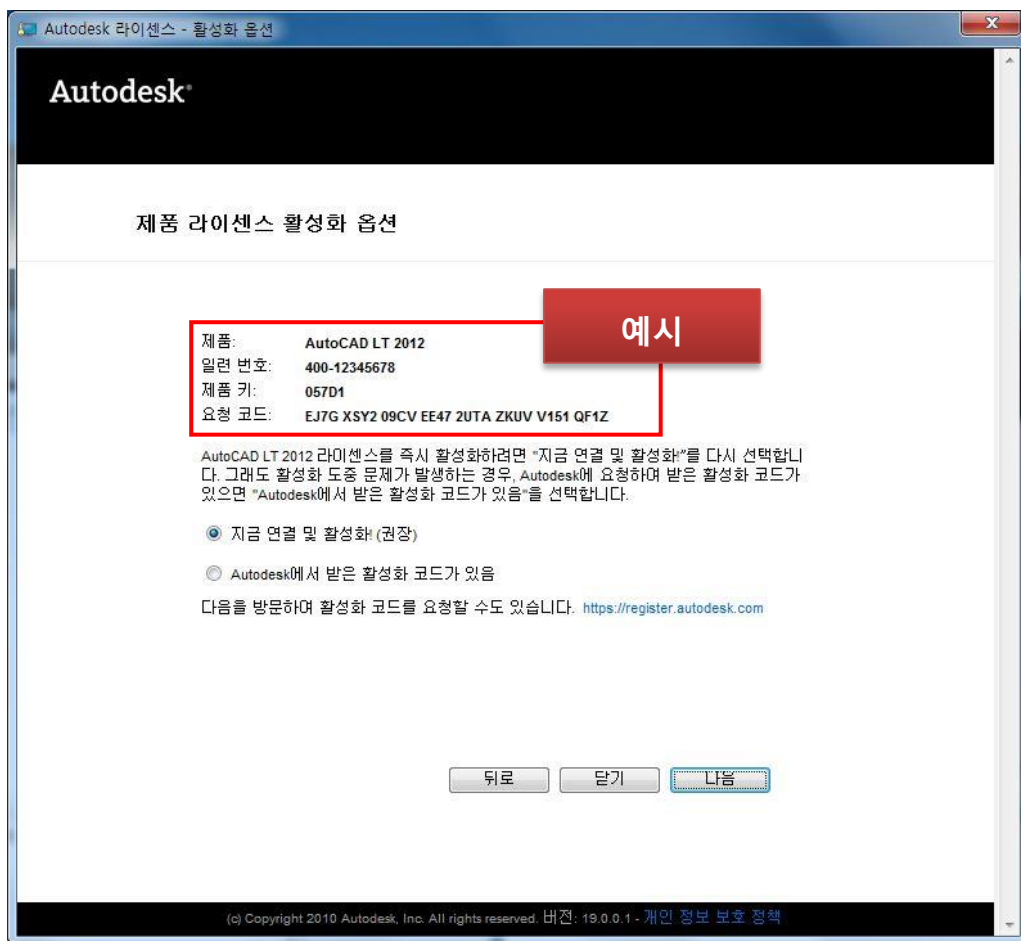 Autodesk 라이센스 - 활성화 옵션
Autodesk®
제품 라이센스 활성화 옵션
예시
제품: AutoCAD LT 2012
일련 번호: 400-12345678
제품 키: 057D1
요청 코드: EJ7G XSY2 09CV EE47 2UTA ZKUV V151 QF1Z
AutoCAD LT 2012 라이센스를 즉시 활성화하려면 "지금 연결 및 활성화!"를 다시 선택합니
다. 그래도 활성화 도중 문제가 발생하는 경우, Autodesk에 요청하여 받은 활성화 코드가
있으면 "Autodesk에서 받은 활성화 코드가 있음"을 선택합니다.
지금 연결 및 활성화! (권장)
Autodesk에서 받은 활성화 코드가 있음
다음을 방문하여 활성화 코드를 요청할 수도 있습니다. https://register.autodesk.com
뒤로 닫기 다음
(c) Copyright 2010 Autodesk, Inc. All rights reserved. 버전: 19.0.0.1 - 개인 정보 보호 정책